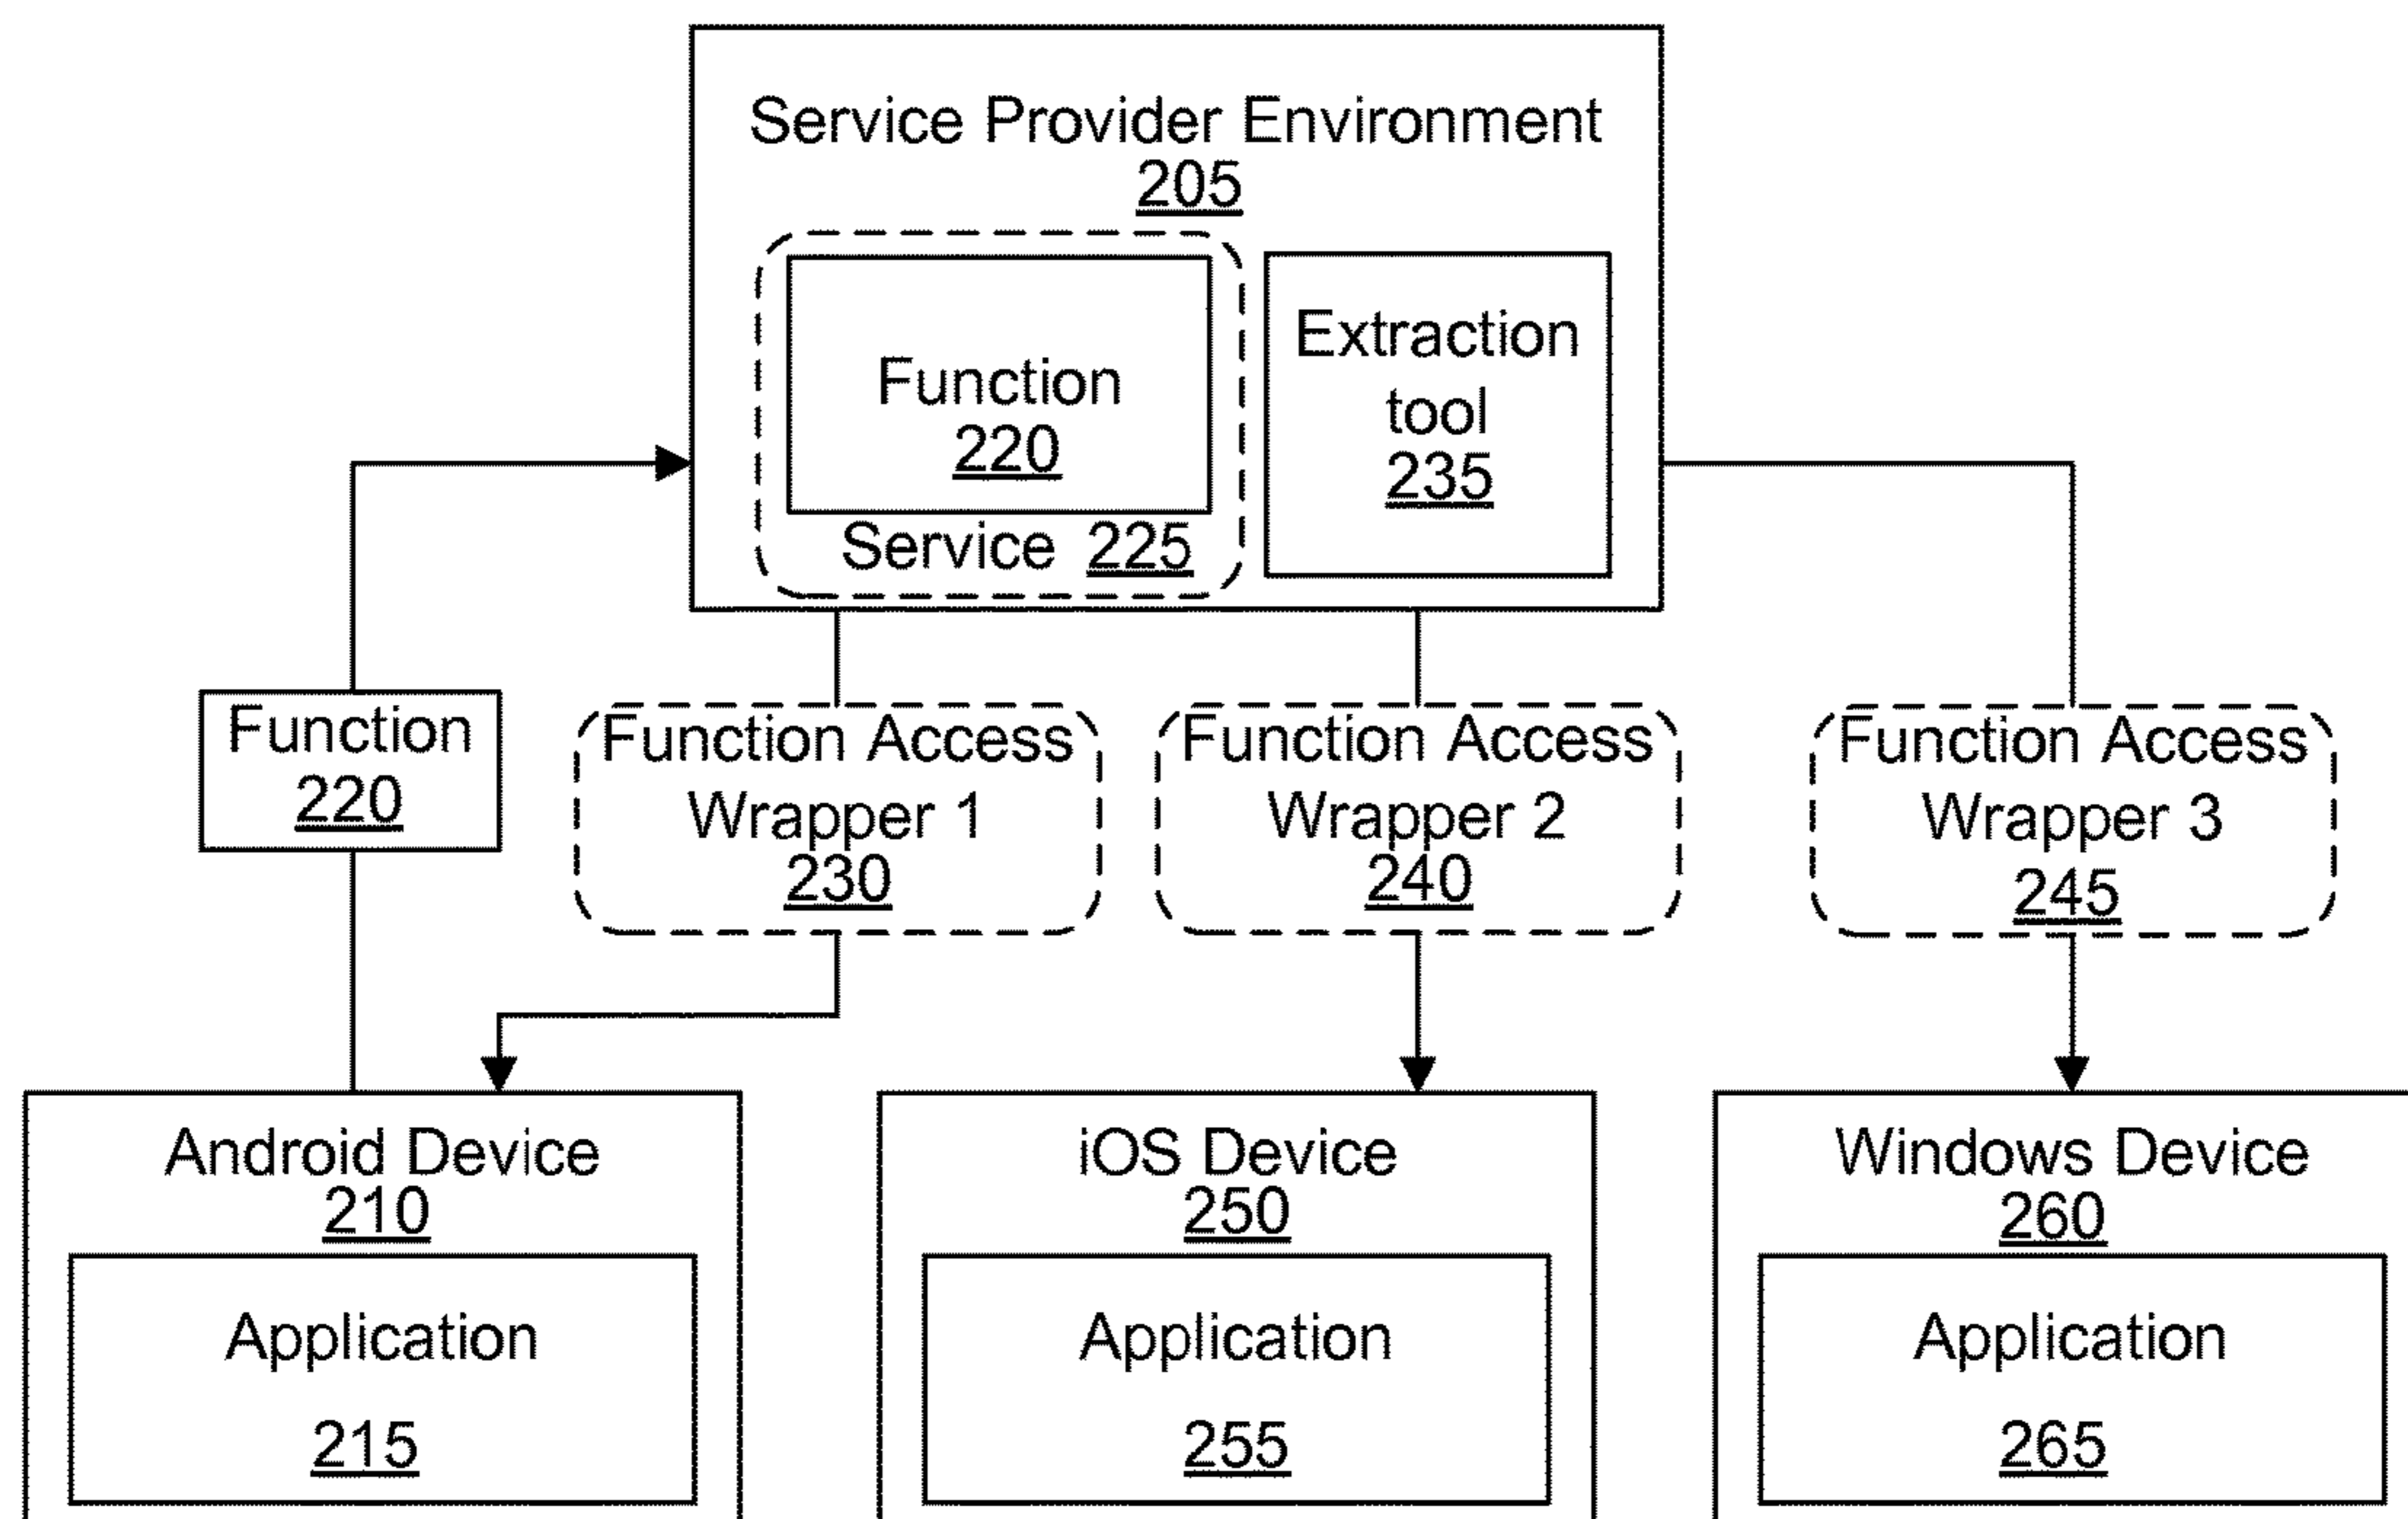 Service Provider Environment
205
Function
220
Service 225
Extraction
tool
235
Function
220
Function Access
Wrapper 1
230
Function Access
Wrapper 2
240
Function Access
Wrapper 3
245
Android Device
210
Application
215
iOS Device
250
Application
255
Windows Device
260
Application
265